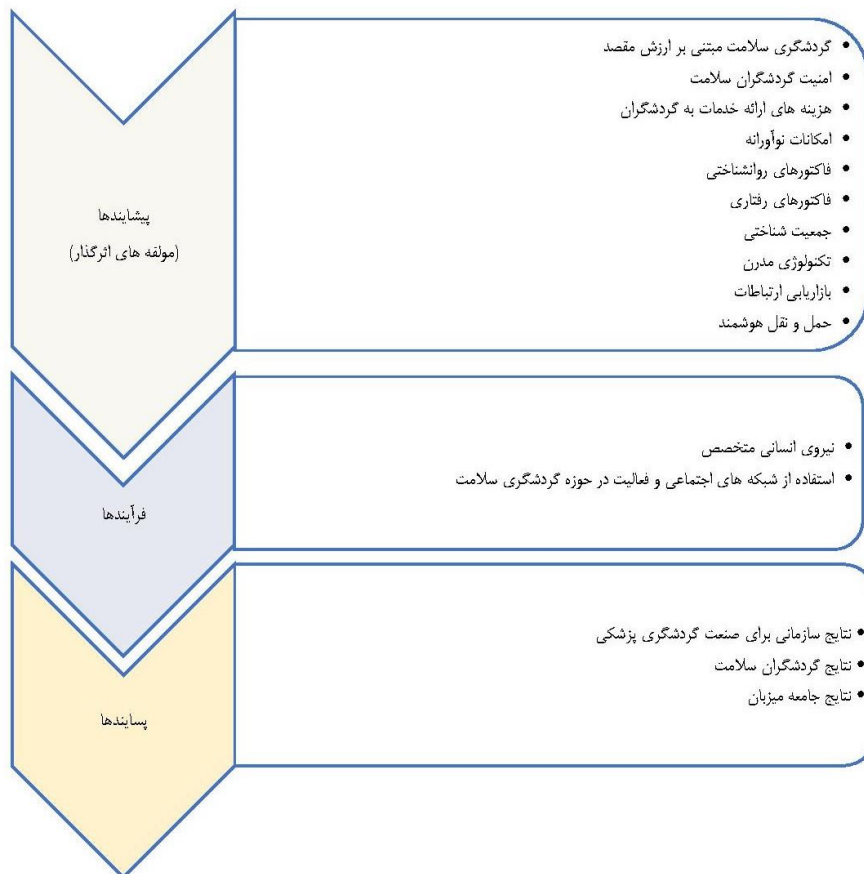 پیشایندها
(مولفه های اثرگذار)
• گردشگری سلامت مبتنی بر ارزش مقصد
• امنیت گردشگران سلامت
• هزینه های ارائه خدمات به گردشگران
• امکانات نوآورانه
• فاکتورهای روانشناختی
• فاکتورهای رفتاری
• جمعیت شناختی
• تکنولوژی مدرن
• بازاریابی ارتباطات
• حمل و نقل هوشمند
فرآیندها
• نیروی انسانی متخصص
• استفاده از شبکه های اجتماعی و فعالیت در حوزه گردشگری سلامت
پسایندها
• نتایج سازمانی برای صنعت گردشگری پزشکی
• نتایج گردشگران سلامت
• نتایج جامعه میزبان